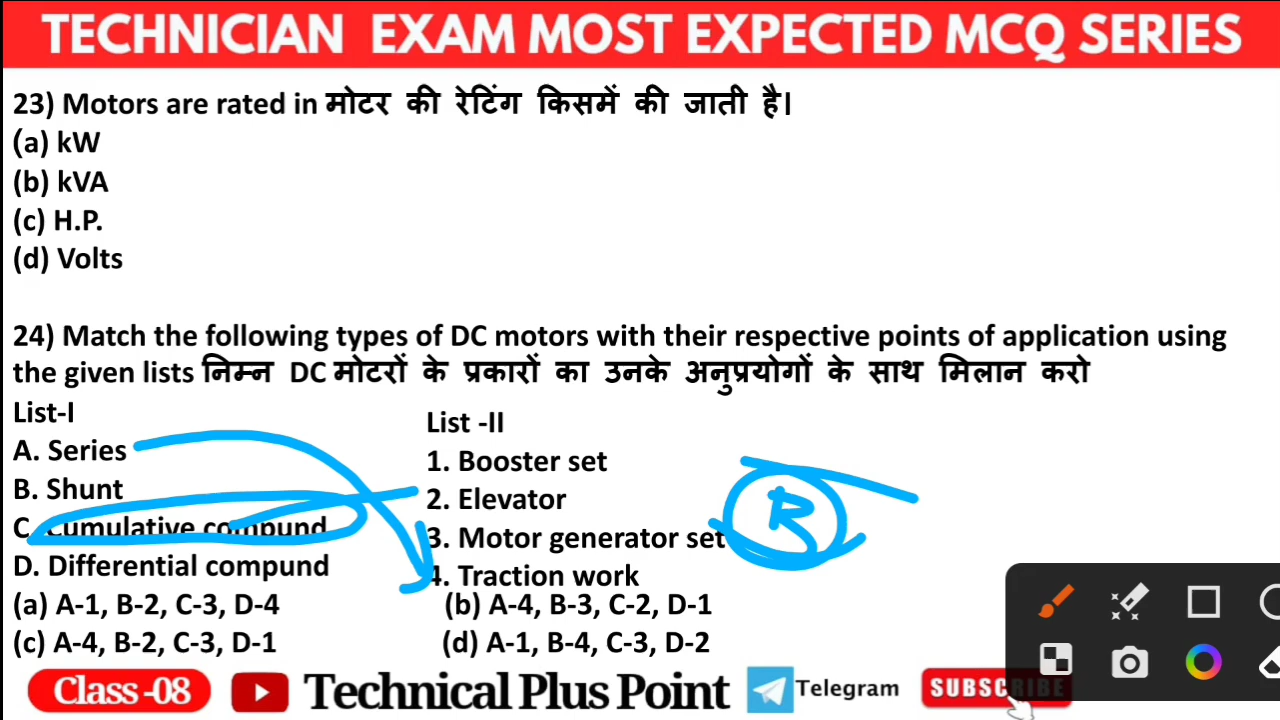 TECHNICIAN EXAM MOST EXPECTED MCQ SERIES
23) Motors are rated in मोटर की रेटिंग किसमें की जाती है।
(a) kW
(b) kVA
(c) H.P.
(d) Volts
24) Match the following types of DC motors with their respective points of application using
the given lists निम्न DC मोटरों के प्रकारों का उनके अनुप्रयोगों के साथ मिलान करो
List-I
A. Series
B. Shunt
C. Cumulative compund
D. Differential compund
List -II
1. Booster set
2. Elevator
3. Motor generator set
4. Traction work
R
(a) A-1, B-2, C-3, D-4
(b) A-4, B-3, C-2, D-1
(c) A-4, B-2, C-3, D-1
(d) A-1, B-4, C-3, D-2
Class -08
Technical Plus Point
Telegram
SUBSCRIBE